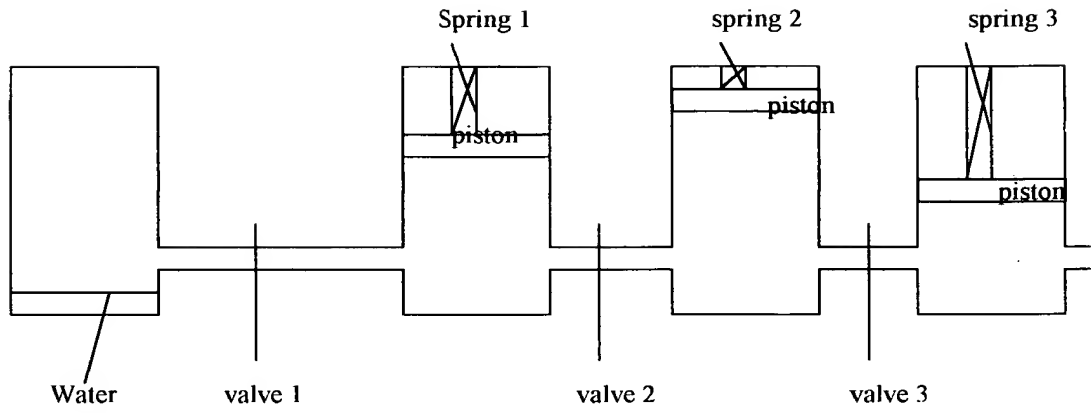 Spring 1
spring 2
spring 3
piston
piston
piston
Water
valve 1
valve 2
valve 3